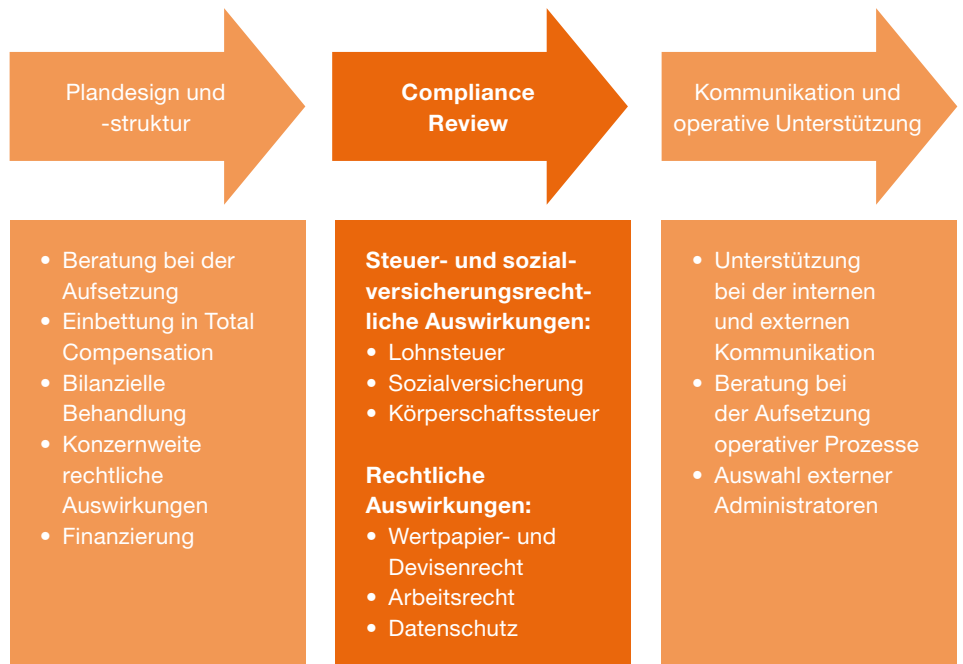 Plandesign und
-struktur
Compliance
Review
Kommunikation und
operative Unterstützung
• Beratung bei der
Aufsetzung
• Einbettung in Total
Compensation
• Bilanzielle
Behandlung
• Konzernweite
rechtliche
Auswirkungen
• Finanzierung
Steuer- und sozial-
versicherungsrecht-
liche Auswirkungen:
• Lohnsteuer
• Sozialversicherung
• Körperschaftssteuer
Rechtliche
Auswirkungen:
• Wertpapier- und
Devisenrecht
• Arbeitsrecht
• Datenschutz
• Unterstützung
bei der internen
und externen
Kommunikation
• Beratung bei
der Aufsetzung
operativer Prozesse
• Auswahl externer
Administratoren